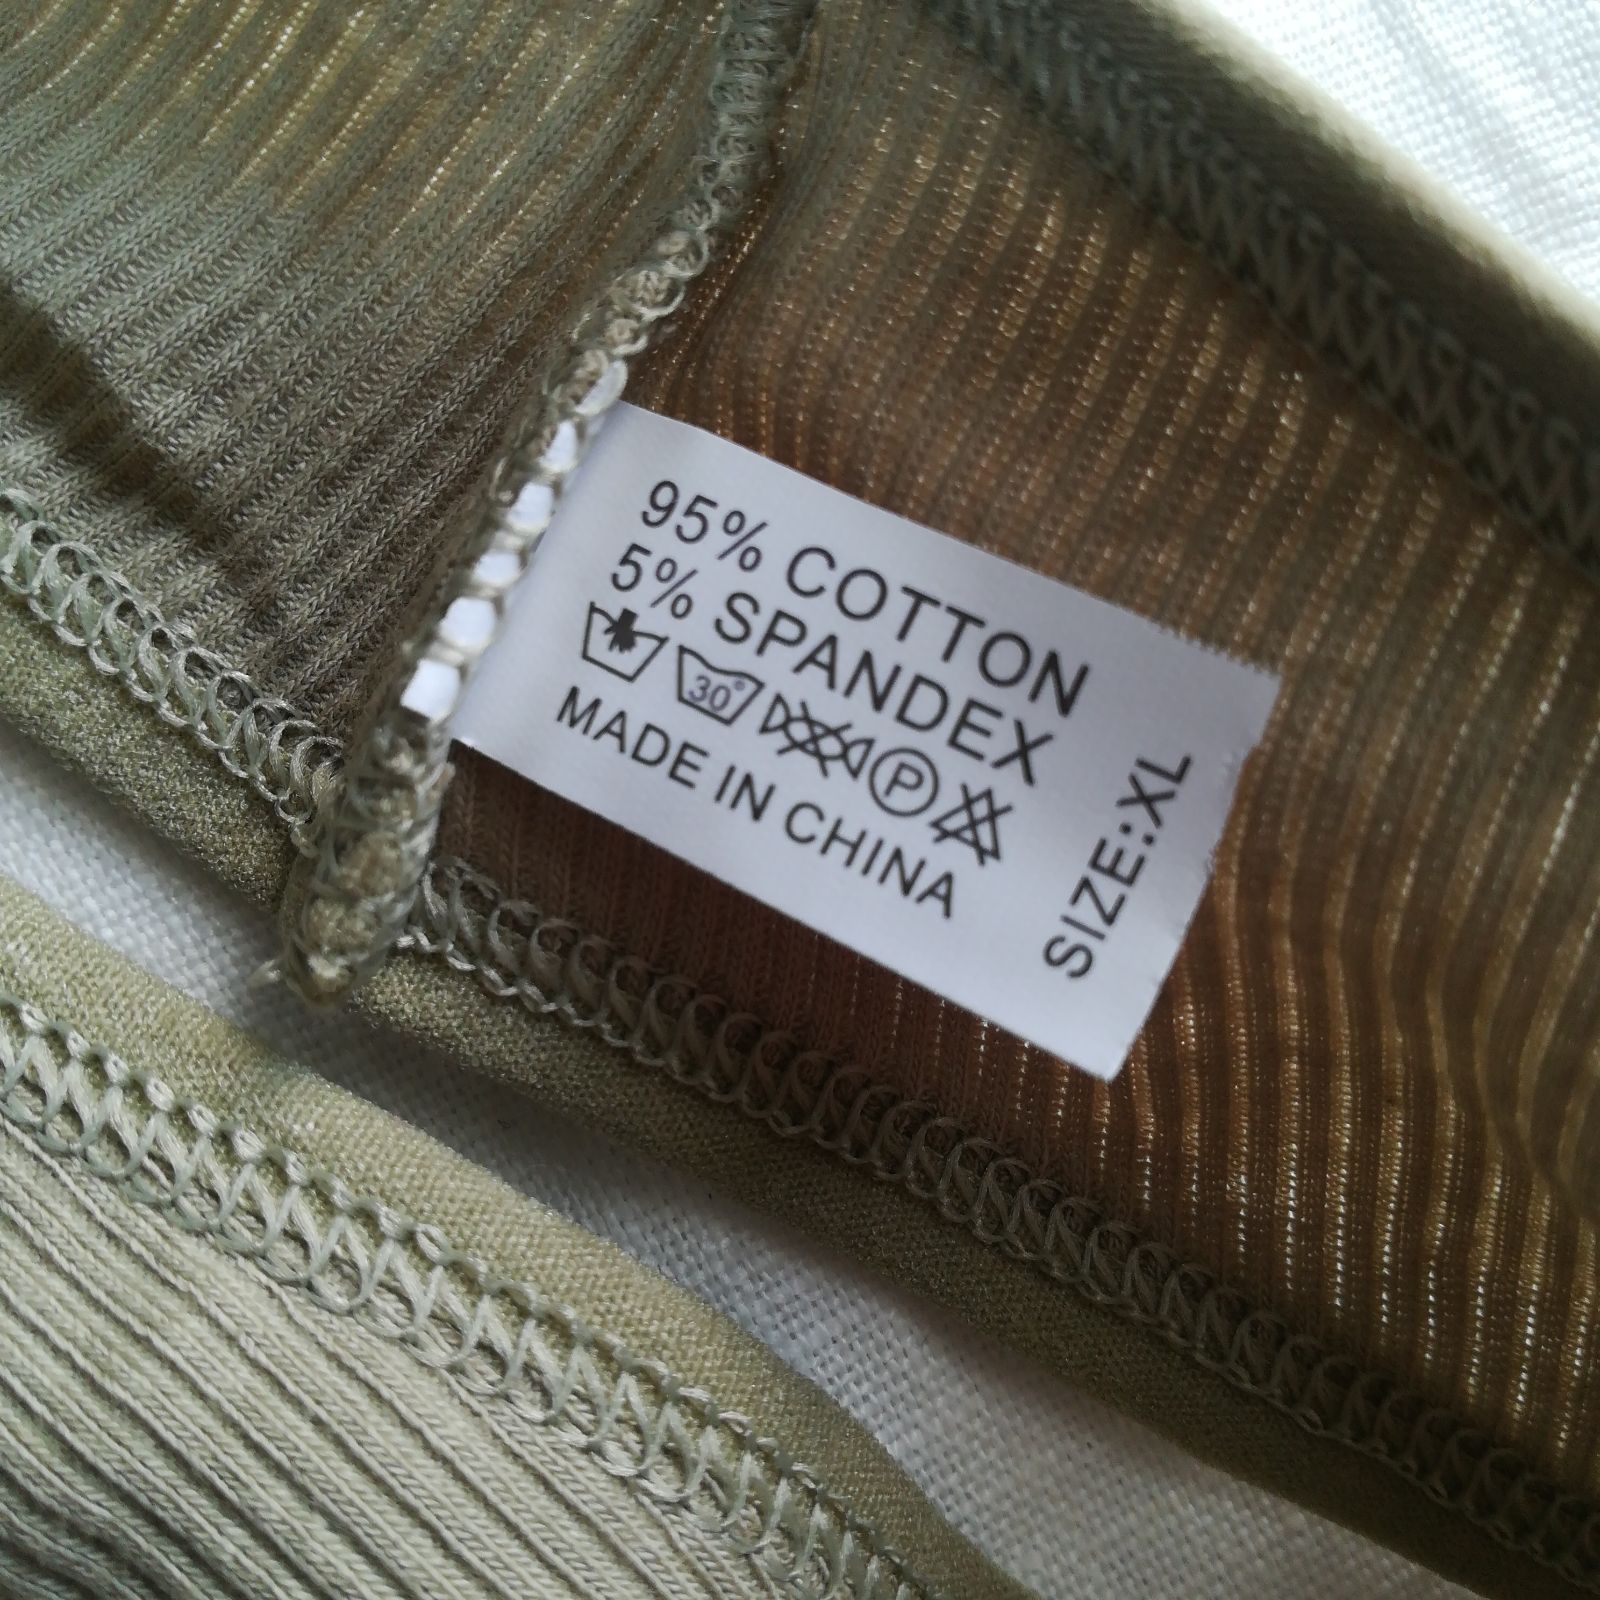 95% COTTON
5% SPANDEX
30°
P
MADE IN CHINA
SIZE:XL